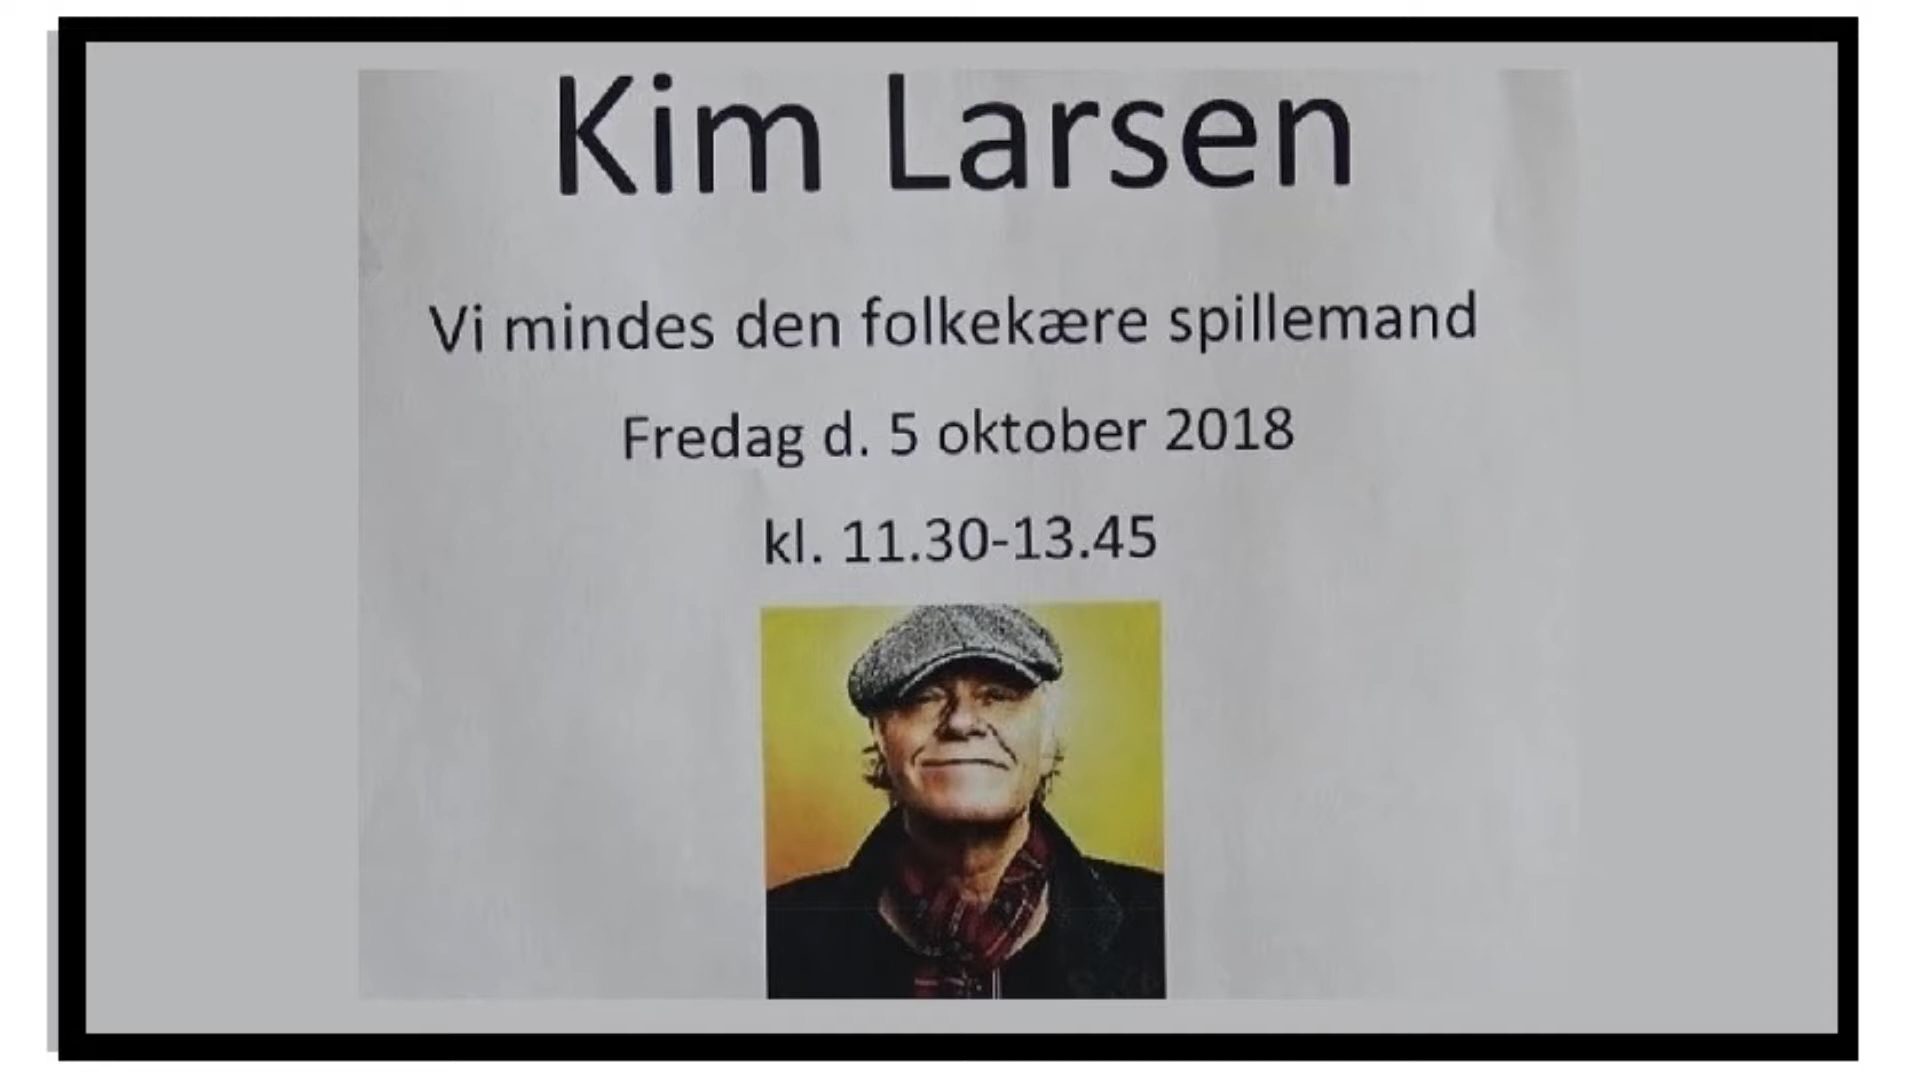 Kim Larsen
Vi mindes den folkekære spillemand
Fredag d. 5 oktober 2018
kl. 11.30-13.45